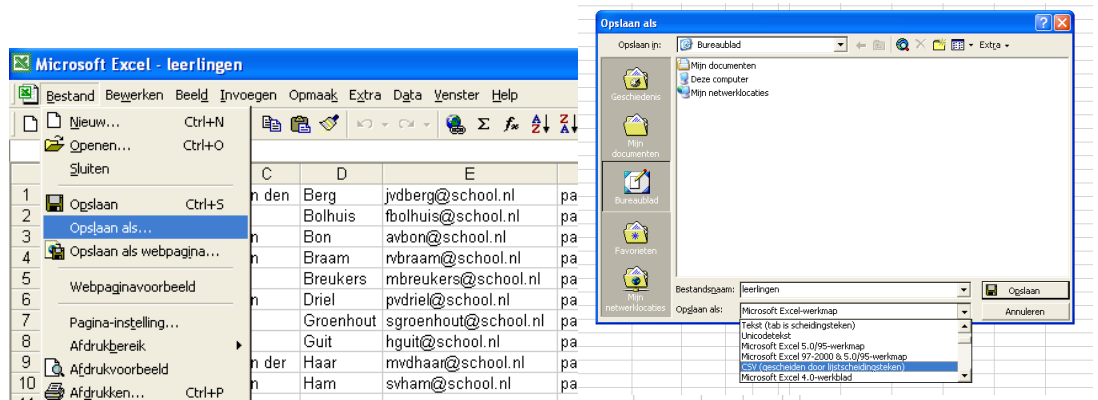 Microsoft Excel - leerlingen
Bestand Bewerken Beeld Invoegen Opmaak Extra Data Venster Help
Nieuw... Ctrl+N
Openen... Ctrl+O
Sluiten
Opslaan Ctrl+S
Opslaan als...
Opslaan als webpagina...
Webpaginavoorbeeld
Pagina-instelling...
Afdrukbereik
Afdrukvoorbeeld
Afdrukken... Ctrl+P
C D E
1 n den Berg jvdberg@school.nl pa
2 Bolhuis fbolhuis@school.nl pa
3 n Bon avbon@school.nl pa
4 n Braam rvbraam@school.nl pa
5 Breukers mbreukers@school.nl pa
6 n Driel pvdriel@school.nl pa
7 Groenhout sgroenhout@school.nl pa
8 Guit hguit@school.nl pa
9 n der Haar mvdhaar@school.nl pa
10 n Ham svham@school.nl pa
Opslaan als
Opslaan in: Bureaublad Extra
Mijn documenten
Deze computer
Mijn netwerklocaties
Geschiedenis
Mijn documenten
Bureaublad
Favorieten
Mijn netwerklocaties
Bestandsnaam: leerlingen Opslaan
Opslaan als: Microsoft Excel-werkmap Annuleren
Tekst (tab is scheidingsteken)
Unicodetekst
Microsoft Excel 5.0/95-werkmap
Microsoft Excel 97-2000 & 5.0/95-werkmap
CSV (gescheiden door lijstscheidingsteken)
Microsoft Excel 4.0-werkblad